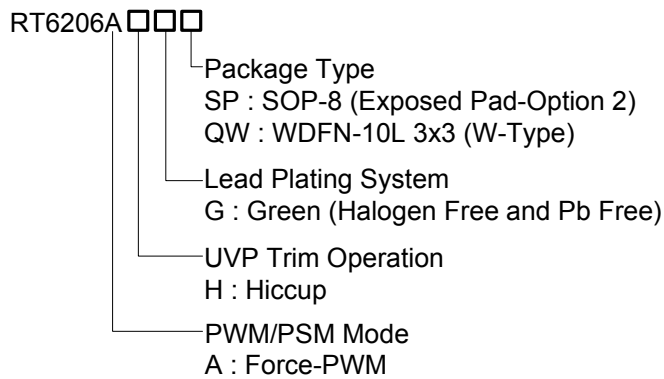 RT6206A□□□
Package Type
SP : SOP-8 (Exposed Pad-Option 2)
QW : WDFN-10L 3x3 (W-Type)
Lead Plating System
G : Green (Halogen Free and Pb Free)
UVP Trim Operation
H : Hiccup
PWM/PSM Mode
A : Force-PWM